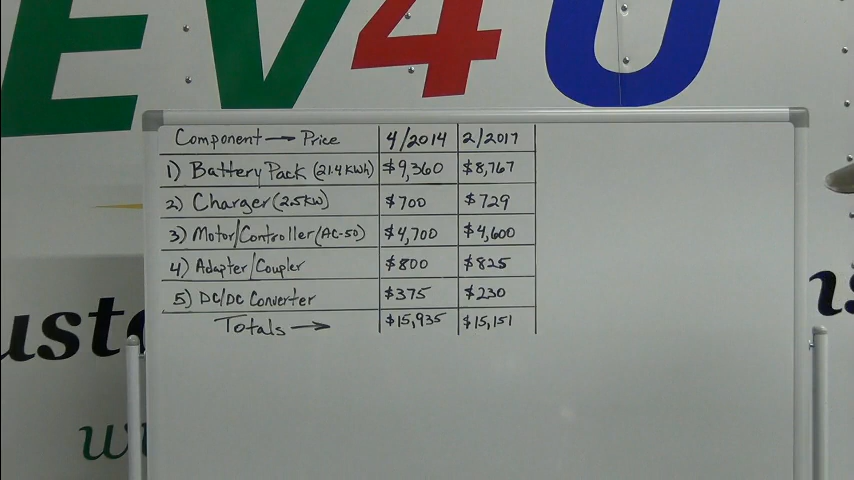 EV4U
Component → Price 4/2014 2/2017
1) Battery Pack (21.4 KWh) $9,360 $8,767
2) Charger (2.5KW) $700 $729
3) Motor/Controller (AC-50) $4,700 $4,600
4) Adapter/Coupler $800 $825
5) DC/DC Converter $375 $230
Totals → $15,935 $15,151